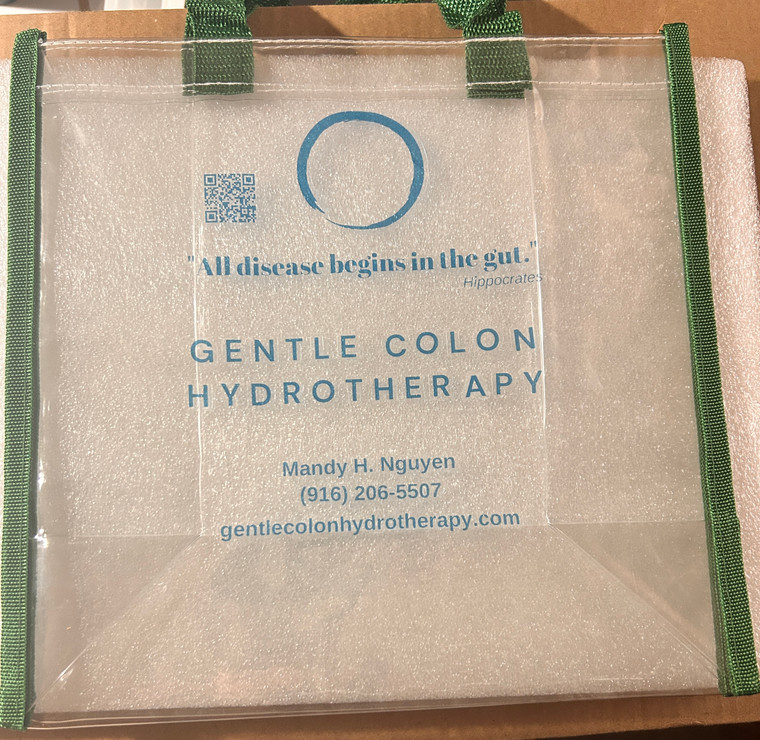 "All disease begins in the gut."
Hippocrates
GENTLE COLON
HYDROTHERAPY
Mandy H. Nguyen
(916) 206-5507
gentlecolonhydrotherapy.com